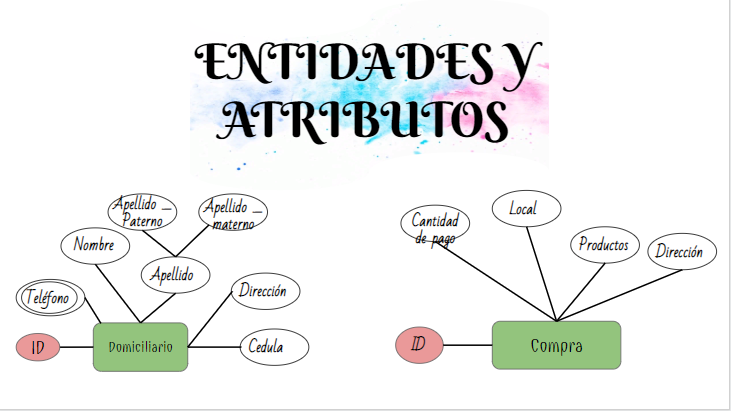 ENTIDADES Y
ATRIBUTOS
Apellido _
Paterno
Apellido _
materno
Nombre
Apellido
Teléfono
Dirección
ID
Domiciliario
Cedula
Cantidad
de pago
Local
Productos
Dirección
ID
Compra